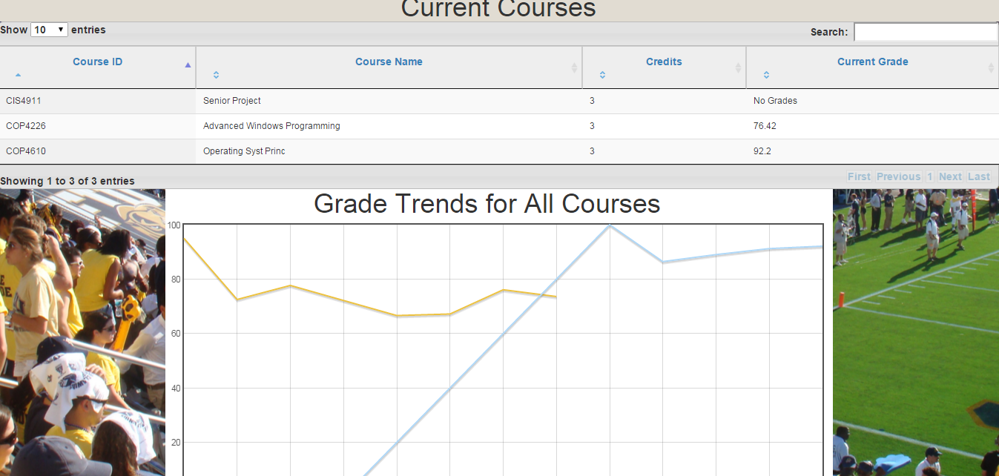 Current Courses
Show 10 entries
Search:
Course ID Course Name Credits Current Grade
CIS4911 Senior Project 3 No Grades
COP4226 Advanced Windows Programming 3 76.42
COP4610 Operating Syst Princ 3 92.2
Showing 1 to 3 of 3 entries
First Previous 1 Next Last
Grade Trends for All Courses
100
80
60
40
20